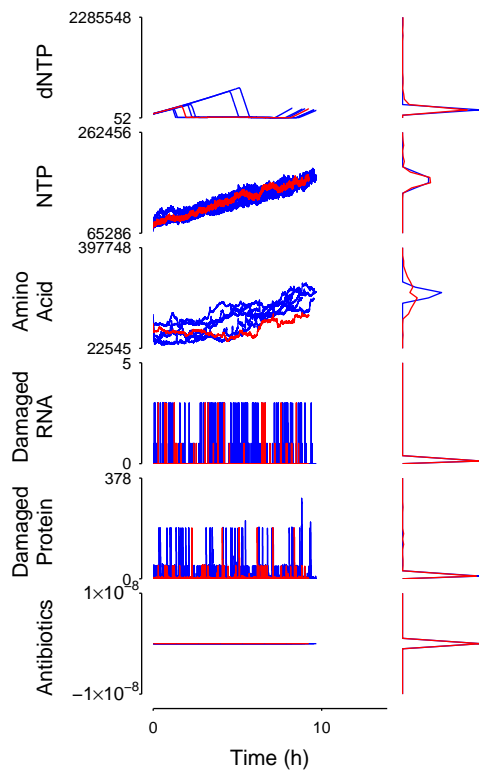 2285548
dNTP
52
262456
NTP
65286
397748
Amino
Acid
22545
5
Damaged
RNA
0
378
Damaged
Protein
0
1×10⁻⁸
Antibiotics
−1×10⁻⁸
0
10
Time (h)